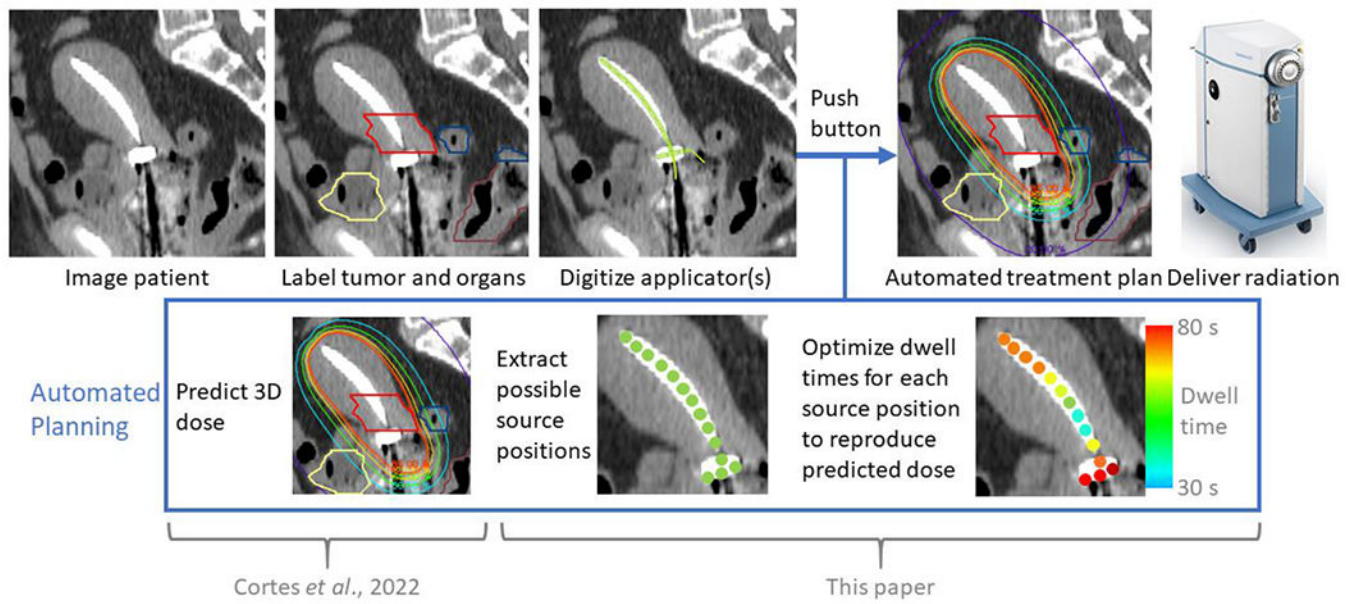 Push
button
Image patient
Label tumor and organs
Digitize applicator(s)
Automated treatment plan
Deliver radiation
Automated
Planning
Predict 3D
dose
Extract
possible
source
positions
Optimize dwell
times for each
source position
to reproduce
predicted dose
80 s
Dwell
time
30 s
Cortes et al., 2022
This paper